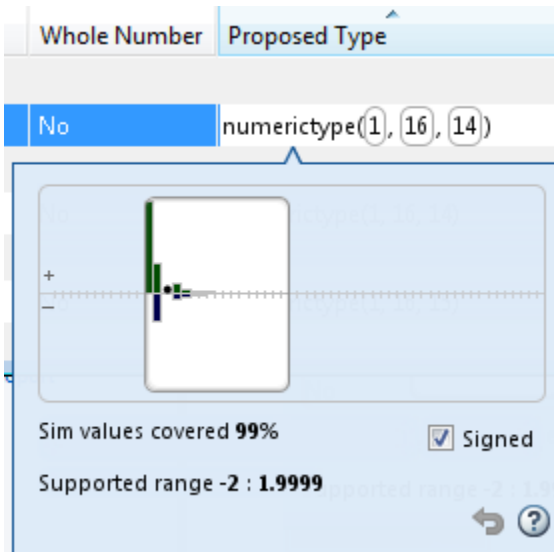 Whole Number Proposed Type
No numerictype(1, 16, 14)
+
−
Sim values covered 99% Signed
Supported range -2 : 1.9999
?